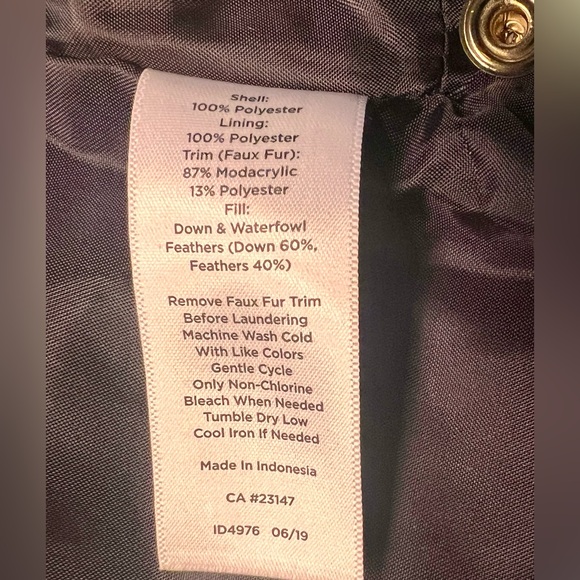 Shell:
100% Polyester
Lining:
100% Polyester
Trim (Faux Fur):
87% Modacrylic
13% Polyester
Fill:
Down & Waterfowl
Feathers (Down 60%,
Feathers 40%)
Remove Faux Fur Trim
Before Laundering
Machine Wash Cold
With Like Colors
Gentle Cycle
Only Non-Chlorine
Bleach When Needed
Tumble Dry Low
Cool Iron If Needed
Made In Indonesia
CA #23147
ID4976 06/19